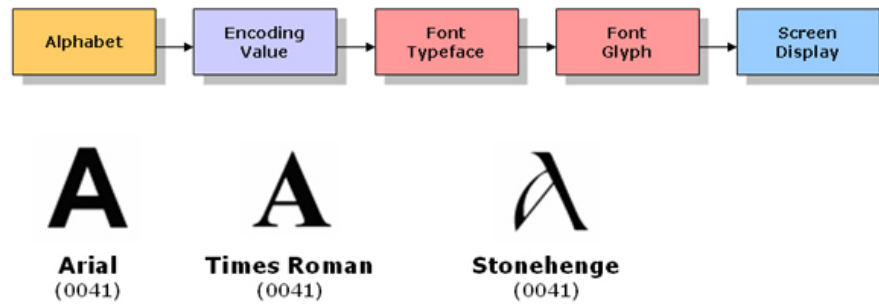 Alphabet
Encoding
Value
Font
Typeface
Font
Glyph
Screen
Display
A A A
Arial Times Roman Stonehenge
(0041) (0041) (0041)